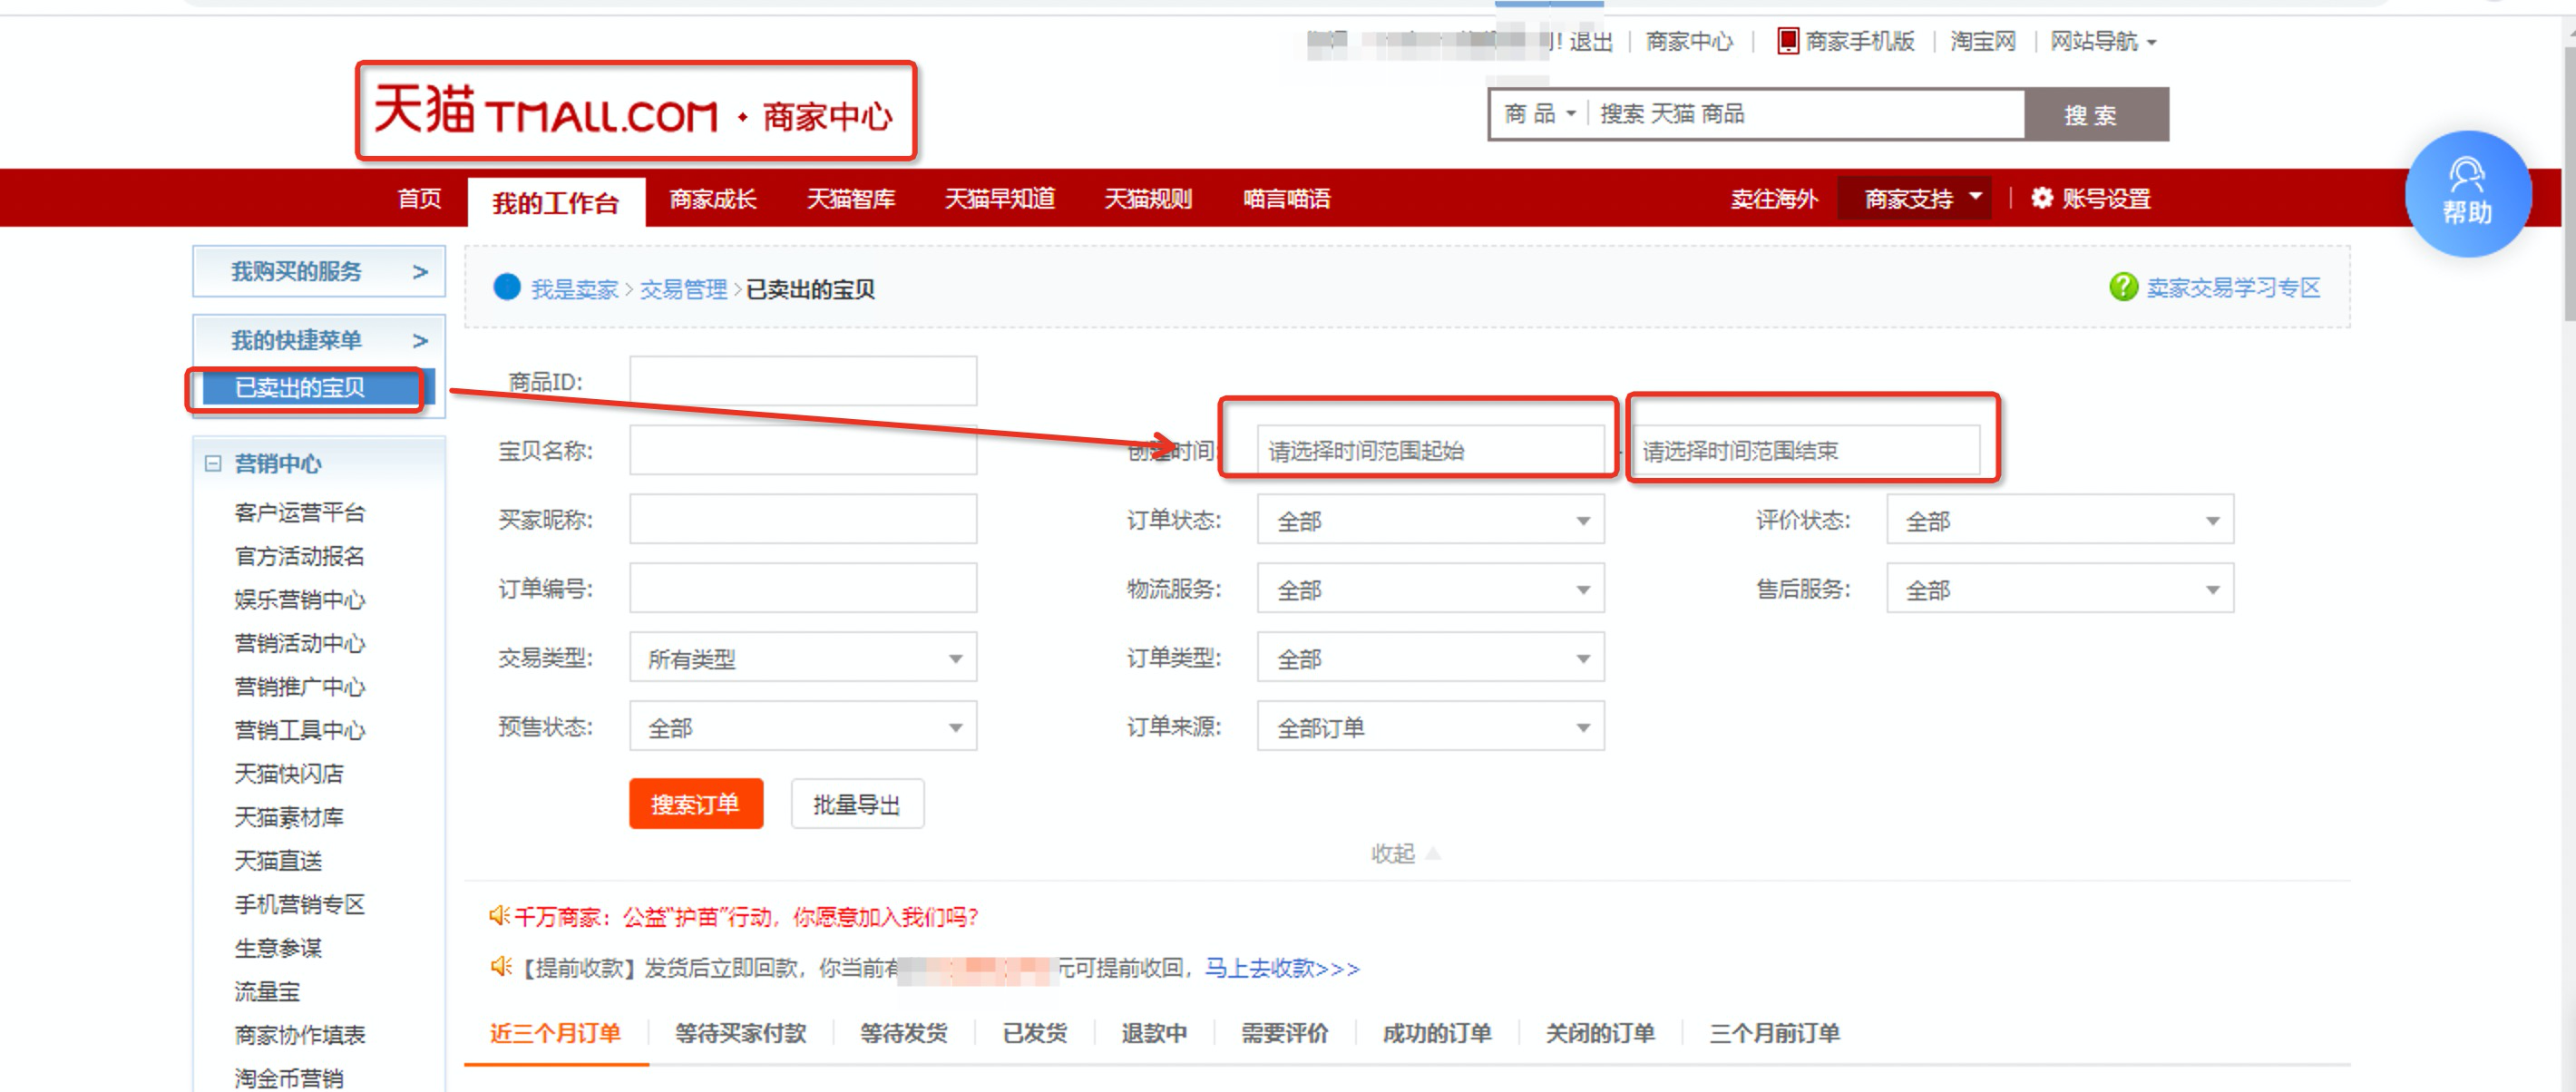 ! 退出 商家中心 商家手机版 淘宝网 网站导航
天猫 TMALL.COM · 商家中心
商 品 搜索 天猫 商品 搜 索
帮助
首页 我的工作台 商家成长 天猫智库 天猫早知道 天猫规则 喵言喵语 卖往海外 商家支持 账号设置
我购买的服务 >
我的快捷菜单 >
已卖出的宝贝
营销中心
客户运营平台
官方活动报名
娱乐营销中心
营销活动中心
营销推广中心
营销工具中心
天猫快闪店
天猫素材库
天猫直送
手机营销专区
生意参谋
流量宝
商家协作填表
淘金币营销
我是卖家 > 交易管理 > 已卖出的宝贝
? 卖家交易学习专区
商品ID:
宝贝名称: 创建时间: 请选择时间范围起始 - 请选择时间范围结束
买家昵称: 订单状态: 全部 评价状态: 全部
订单编号: 物流服务: 全部 售后服务: 全部
交易类型: 所有类型 订单类型: 全部
预售状态: 全部 订单来源: 全部订单
搜索订单 批量导出
收起
千万商家：公益“护苗”行动，你愿意加入我们吗？
【提前收款】发货后立即回款，你当前有 元可提前收回，马上去收款>>>
近三个月订单 等待买家付款 等待发货 已发货 退款中 需要评价 成功的订单 关闭的订单 三个月前订单